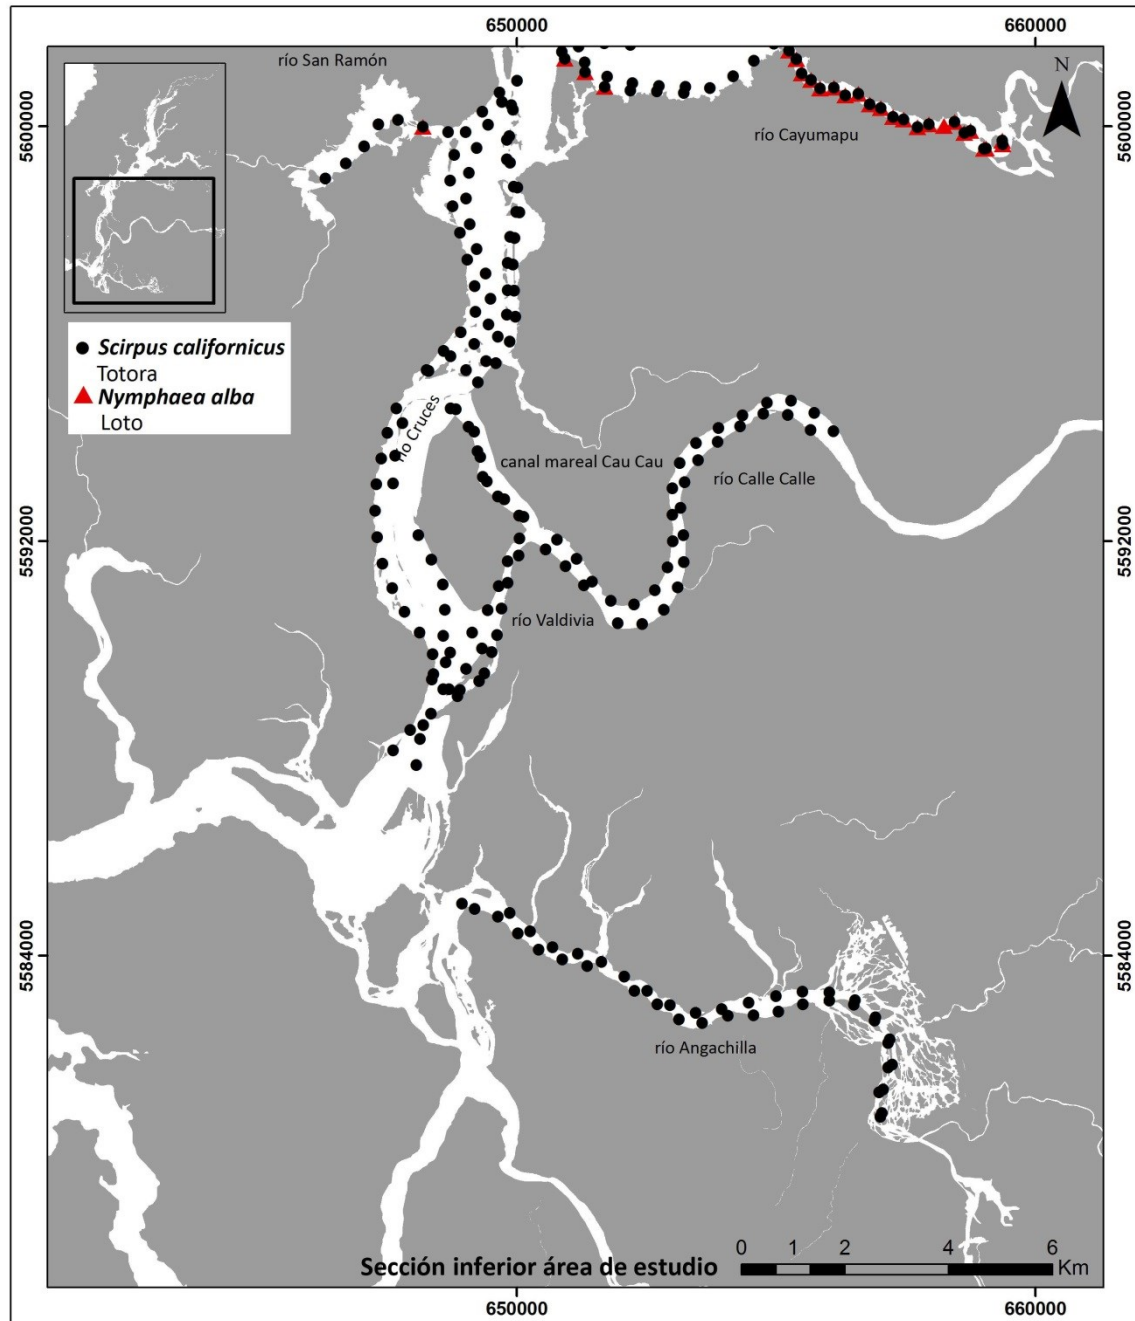 650000
660000
río San Ramón
N
5600000
5600000
río Cayumapu
Scirpus californicus
Totora
Nymphaea alba
Loto
río Cruces
canal mareal Cau Cau
río Calle Calle
5592000
5592000
río Valdivia
5584000
5584000
río Angachilla
Sección inferior área de estudio
0 1 2 4 6
Km
650000
660000